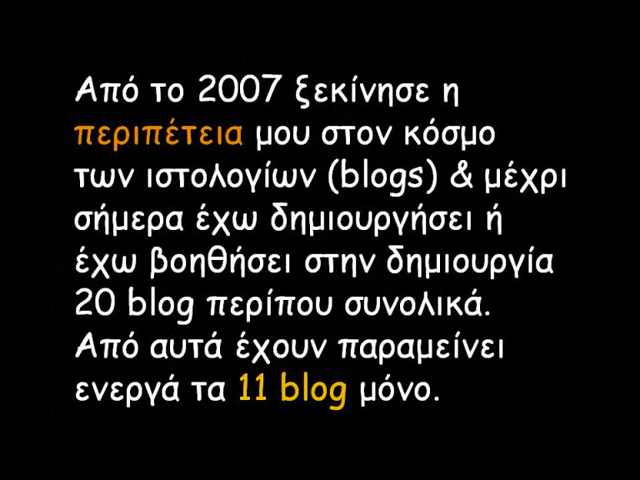 Από το 2007 ξεκίνησε η
περιπέτεια μου στον κόσμο
των ιστολογίων (blogs) & μέχρι
σήμερα έχω δημιουργήσει ή
έχω βοηθήσει στην δημιουργία
20 blog περίπου συνολικά.
Από αυτά έχουν παραμείνει
ενεργά τα 11 blog μόνο.